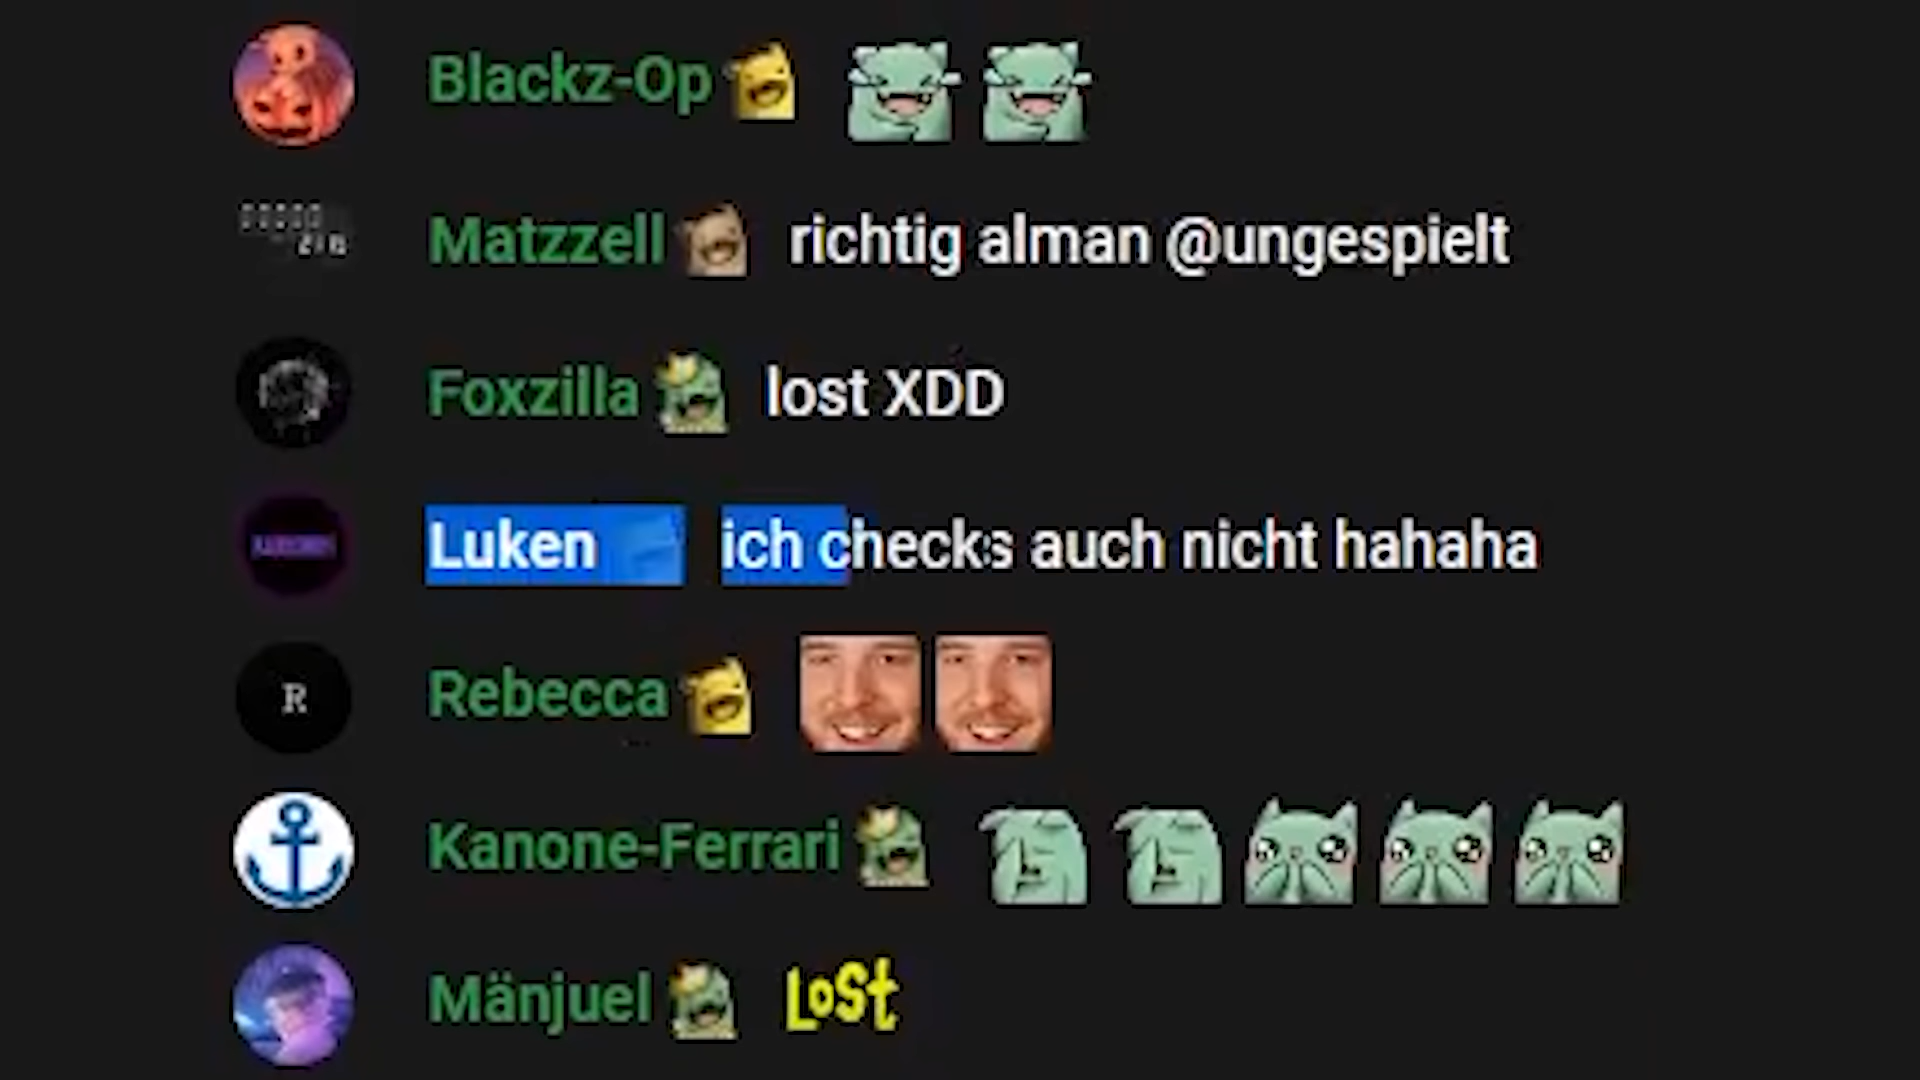 Blackz-Op
Matzzell richtig alman @ungespielt
Foxzilla lost XDD
Luken ich checks auch nicht hahaha
R
Rebecca
Kanone-Ferrari
Mänjuel LOSt